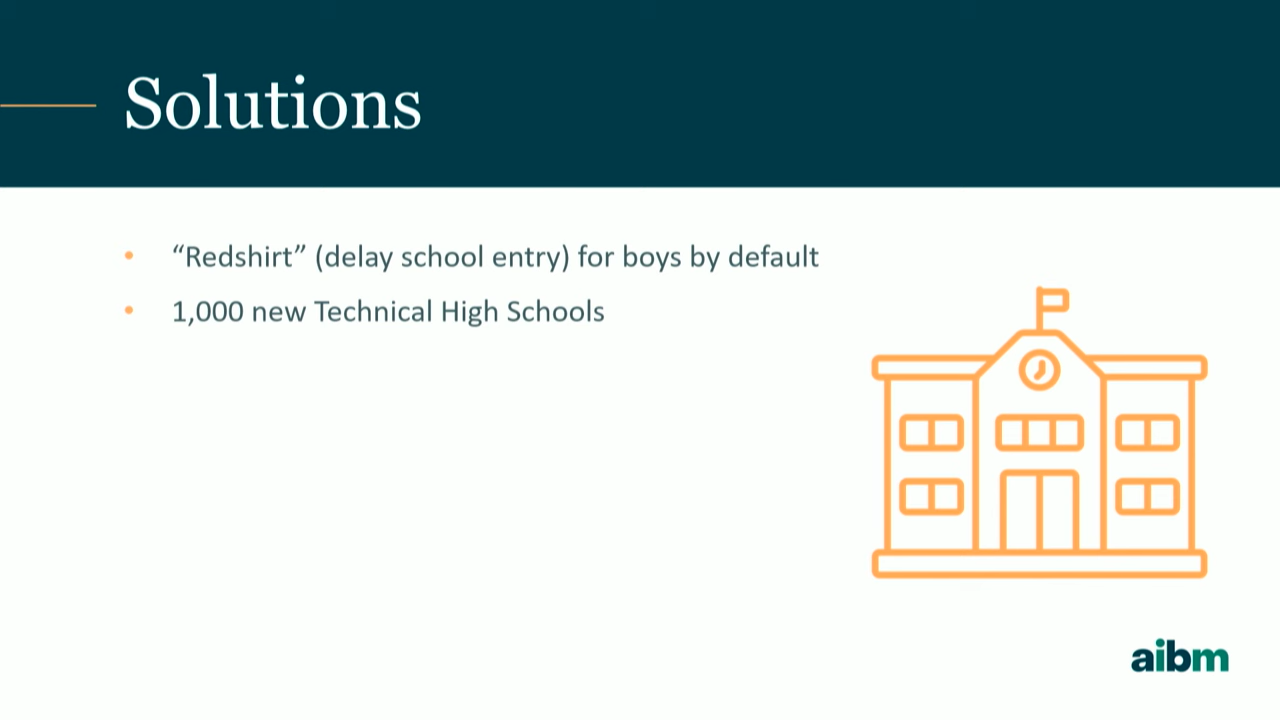 Solutions
• “Redshirt” (delay school entry) for boys by default
• 1,000 new Technical High Schools
aibm